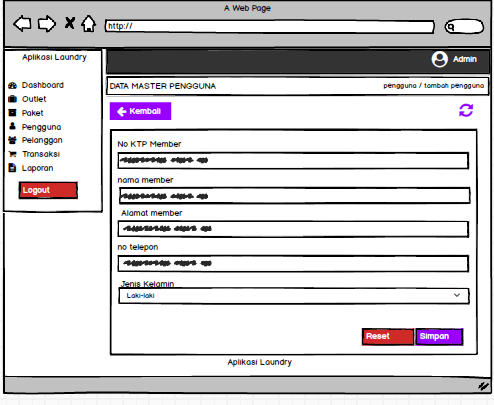 A Web Page
http://
Aplikasi Laundry
Admin
Dashboard
Outlet
Paket
Pengguna
Pelanggan
Transaksi
Laporan
Logout
DATA MASTER PENGGUNA
pengguna / tambah pengguna
Kembali
No KTP Member
nama member
Alamat member
no telepon
Jenis Kelamin
Laki-laki
Reset
Simpan
Aplikasi Laundry